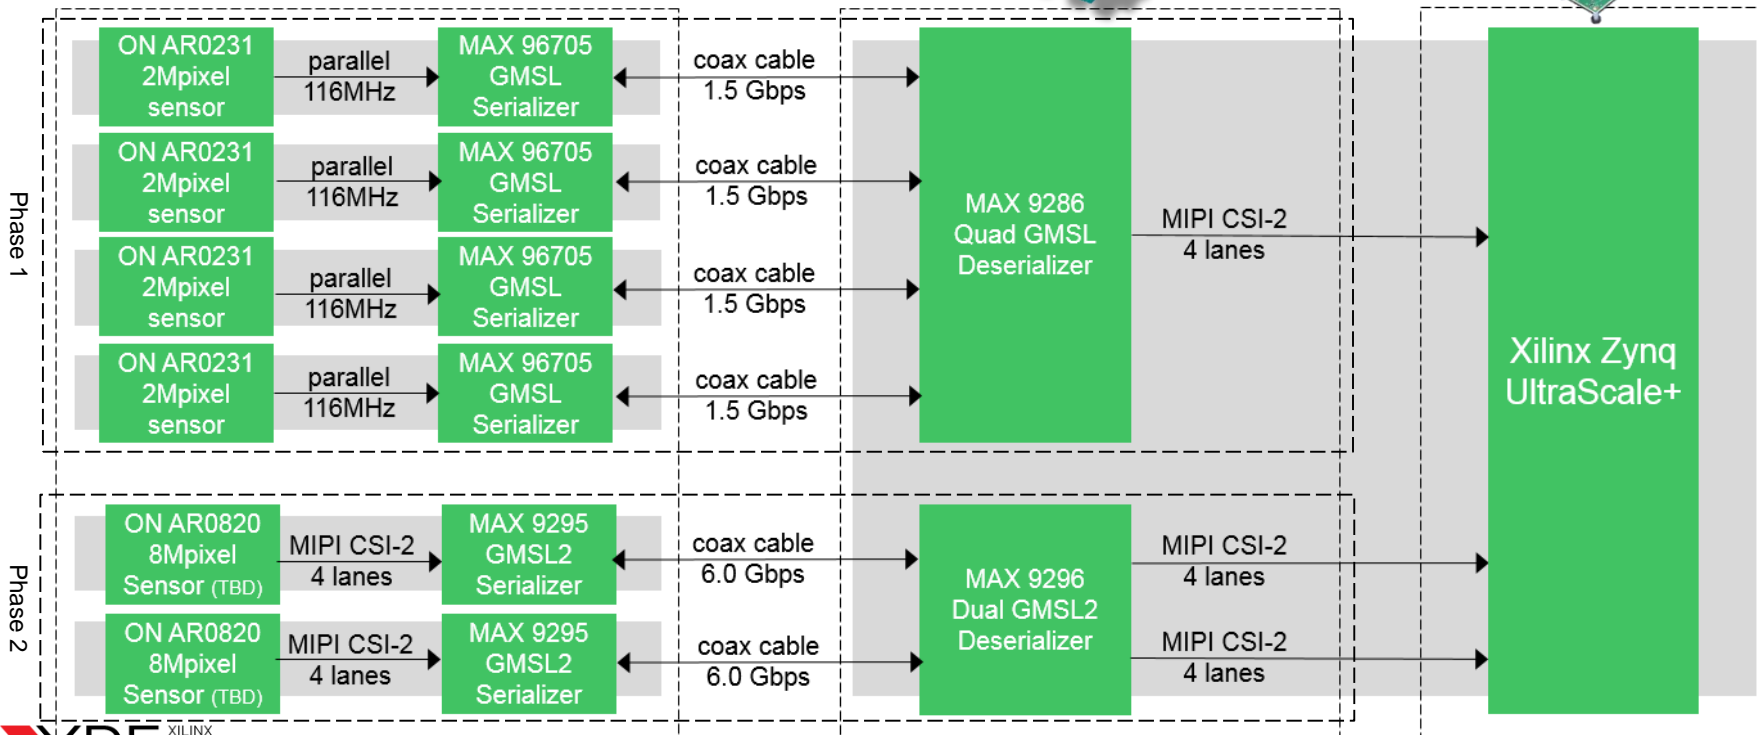 Phase 1
ON AR0231
2Mpixel
sensor
parallel
116MHz
MAX 96705
GMSL
Serializer
coax cable
1.5 Gbps
ON AR0231
2Mpixel
sensor
parallel
116MHz
MAX 96705
GMSL
Serializer
coax cable
1.5 Gbps
ON AR0231
2Mpixel
sensor
parallel
116MHz
MAX 96705
GMSL
Serializer
coax cable
1.5 Gbps
ON AR0231
2Mpixel
sensor
parallel
116MHz
MAX 96705
GMSL
Serializer
coax cable
1.5 Gbps
MAX 9286
Quad GMSL
Deserializer
MIPI CSI-2
4 lanes
Xilinx Zynq
UltraScale+
Phase 2
ON AR0820
8Mpixel
Sensor (TBD)
MIPI CSI-2
4 lanes
MAX 9295
GMSL2
Serializer
coax cable
6.0 Gbps
ON AR0820
8Mpixel
Sensor (TBD)
MIPI CSI-2
4 lanes
MAX 9295
GMSL2
Serializer
coax cable
6.0 Gbps
MAX 9296
Dual GMSL2
Deserializer
MIPI CSI-2
4 lanes
MIPI CSI-2
4 lanes
XILINX